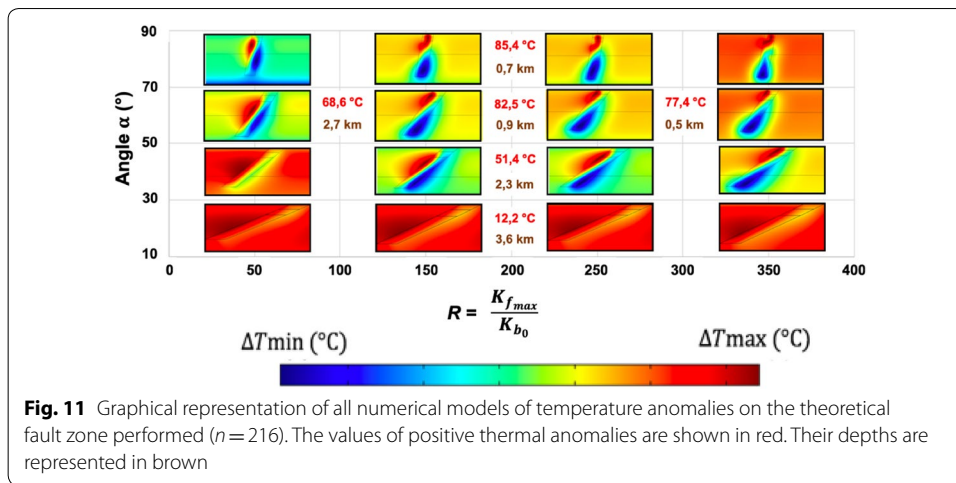 90
85,4 °C
0,7 km
70
68,6 °C
82,5 °C
77,4 °C
2,7 km
0,9 km
0,5 km
Angle α (°)
50
51,4 °C
2,3 km
30
12,2 °C
3,6 km
10
0 50 100 150 200 250 300 350 400
R = K_{f_{max}} / K_{b_0}
ΔTmin (°C) ΔTmax (°C)
Fig. 11 Graphical representation of all numerical models of temperature anomalies on the theoretical
fault zone performed (n = 216). The values of positive thermal anomalies are shown in red. Their depths are
represented in brown